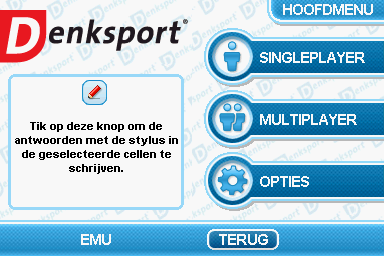 HOOFDMENU
Denksport®
SINGLEPLAYER
MULTIPLAYER
OPTIES
Tik op deze knop om de
antwoorden met de stylus in
de geselecteerde cellen te
schrijven.
EMU
TERUG